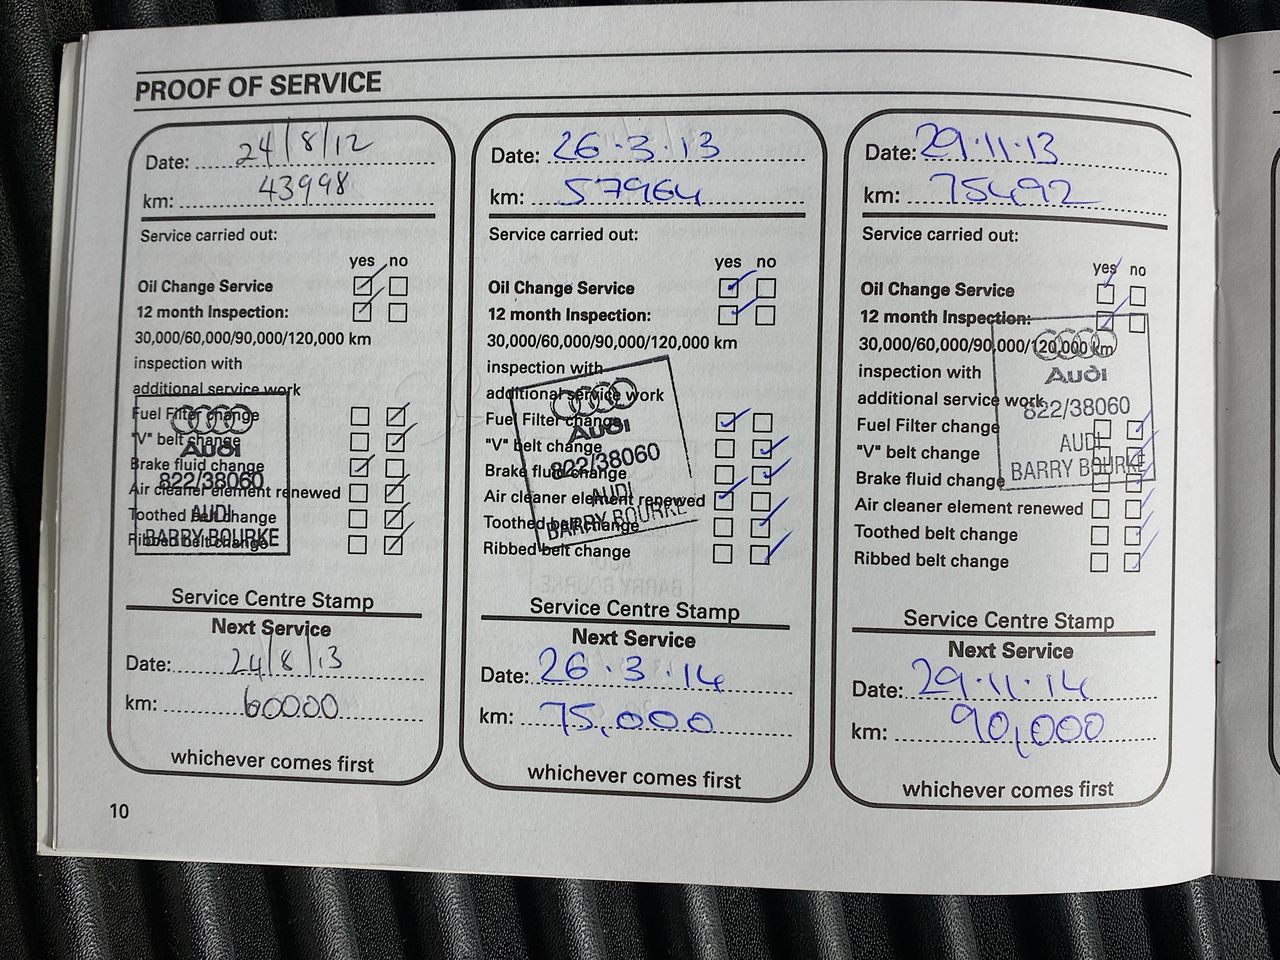 PROOF OF SERVICE
Date: 24/8/12
km: 43998
Service carried out:
yes no
Oil Change Service
12 month Inspection:
30,000/60,000/90,000/120,000 km
inspection with
additional service work
Fuel Filter change
"V" belt change
Brake fluid change
Air cleaner element renewed
Toothed belt change
Ribbed belt change
Audi
822/38060
AUDI
BARRY BOURKE
Service Centre Stamp
Next Service
Date: 24/8/13
km: 60000
whichever comes first
Date: 26.3.13
km: 57964
Service carried out:
yes no
Oil Change Service
12 month Inspection:
30,000/60,000/90,000/120,000 km
inspection with
additional service work
Fuel Filter change
"V" belt change
Brake fluid change
Air cleaner element renewed
Toothed belt change
Ribbed belt change
Audi
822/38060
AUDI
BARRY BOURKE
Service Centre Stamp
Next Service
Date: 26.3.14
km: 75,000
whichever comes first
Date: 29.11.13
km: 75492
Service carried out:
yes no
Oil Change Service
12 month Inspection:
30,000/60,000/90,000/120,000 km
inspection with
additional service work
Fuel Filter change
"V" belt change
Brake fluid change
Air cleaner element renewed
Toothed belt change
Ribbed belt change
Audi
822/38060
AUDI
BARRY BOURKE
Service Centre Stamp
Next Service
Date: 29.11.14
km: 90,000
whichever comes first
10